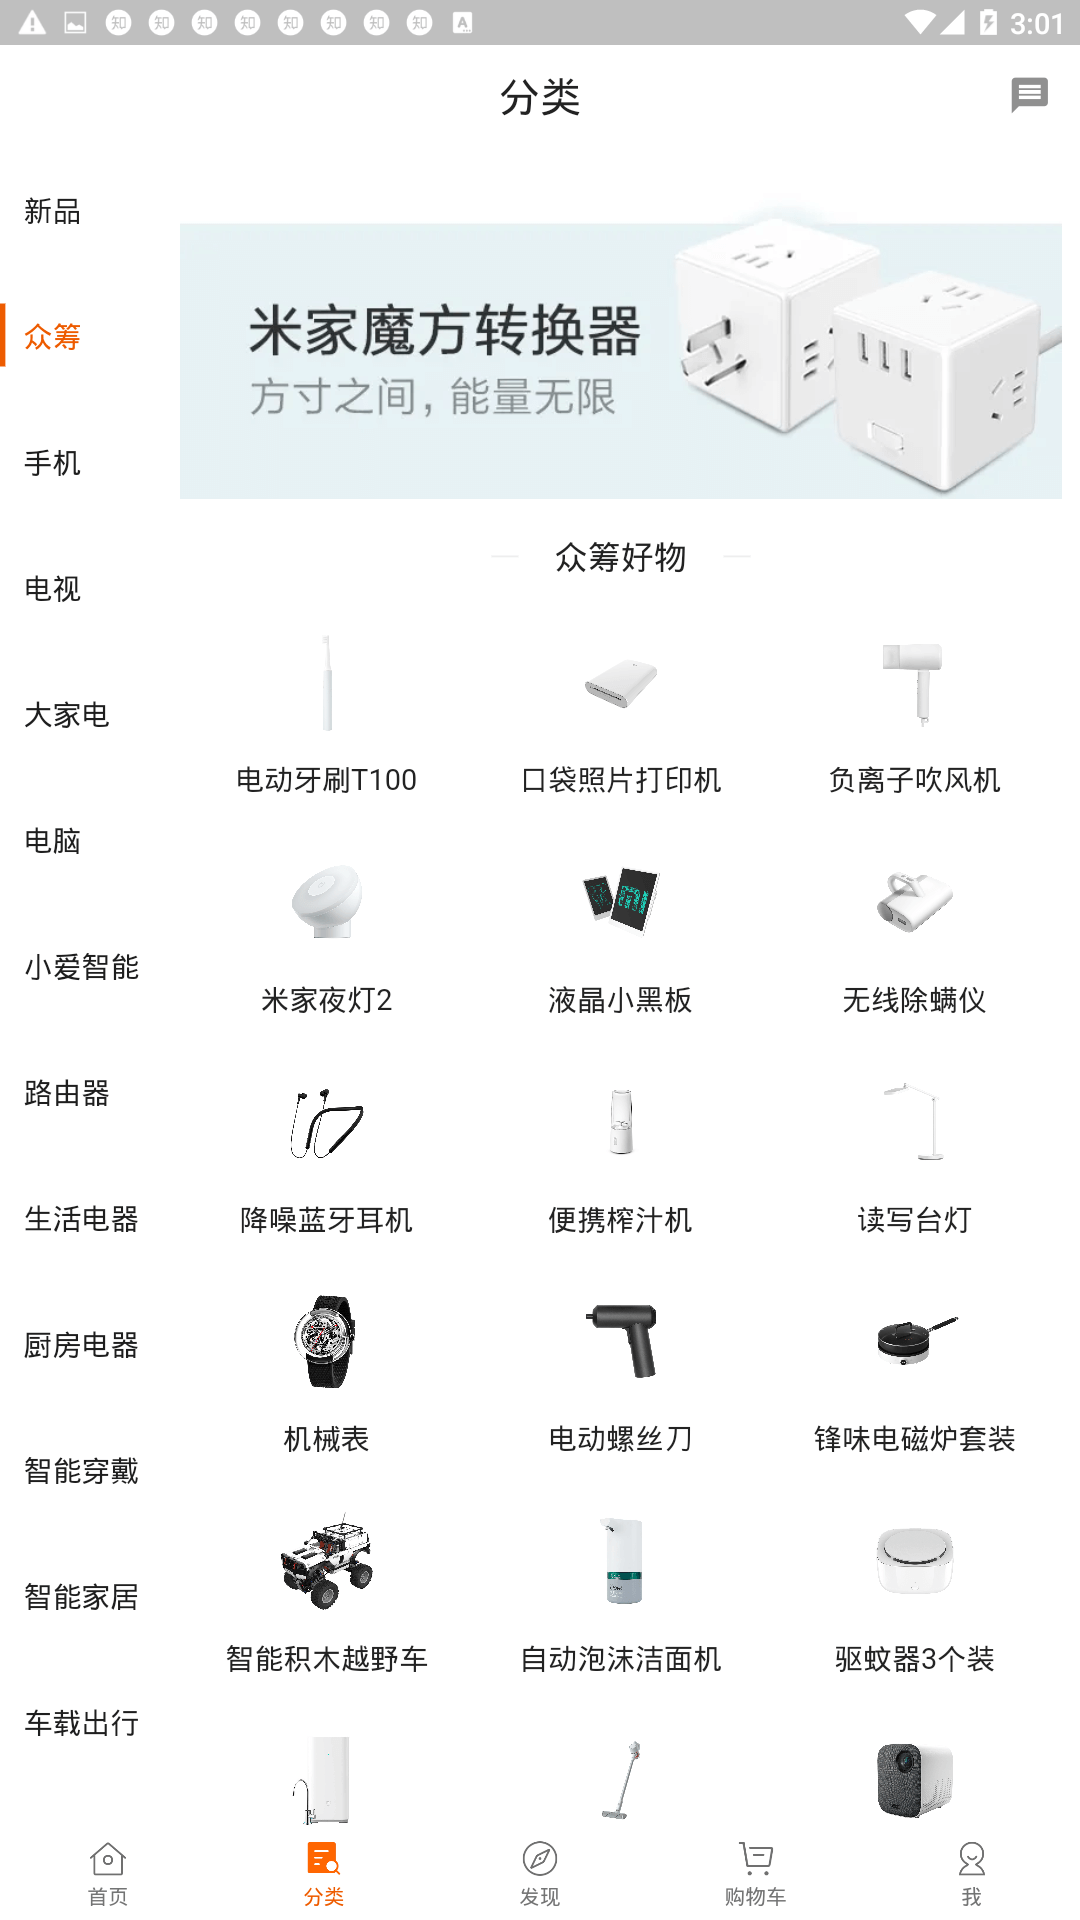 知 知 知 知 知 知 知 知 A 3:01
分类
新品
众筹
手机
电视
大家电
电脑
小爱智能
路由器
生活电器
厨房电器
智能穿戴
智能家居
车载出行
米家魔方转换器
方寸之间，能量无限
众筹好物
电动牙刷T100
口袋照片打印机
负离子吹风机
米家夜灯2
液晶小黑板
无线除螨仪
降噪蓝牙耳机
便携榨汁机
读写台灯
机械表
电动螺丝刀
锋味电磁炉套装
智能积木越野车
自动泡沫洁面机
驱蚊器3个装
首页
分类
发现
购物车
我